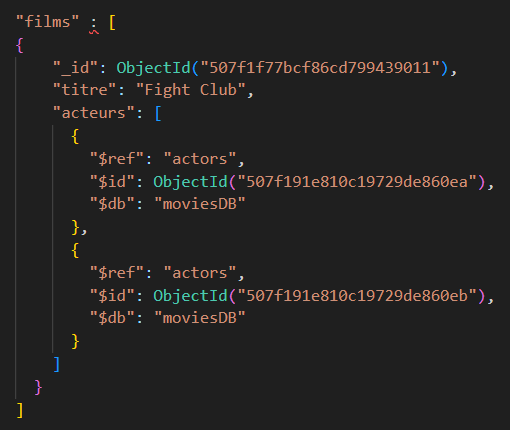 "films" : [
{
"_id": ObjectId("507f1f77bcf86cd799439011"),
"titre": "Fight Club",
"acteurs": [
{
"$ref": "actors",
"$id": ObjectId("507f191e810c19729de860ea"),
"$db": "moviesDB"
},
{
"$ref": "actors",
"$id": ObjectId("507f191e810c19729de860eb"),
"$db": "moviesDB"
}
]
}
]